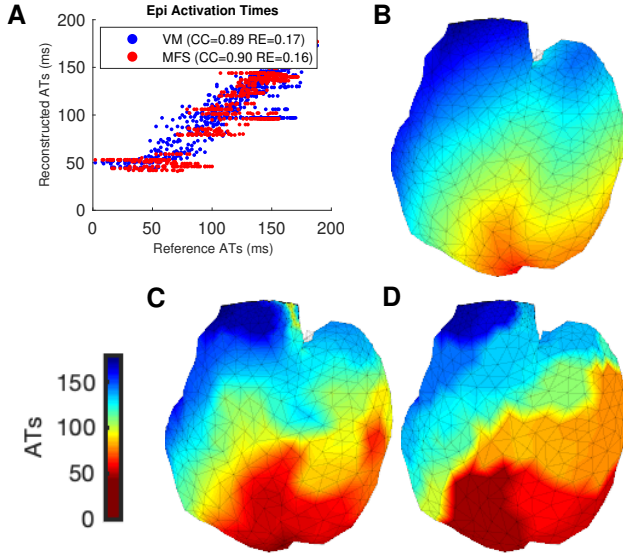 A
Epi Activation Times
VM (CC=0.89 RE=0.17)
MFS (CC=0.90 RE=0.16)
Reconstructed ATs (ms)
200
150
100
50
0
0 50 100 150 200
Reference ATs (ms)
B
C
D
ATs
150
100
50
0